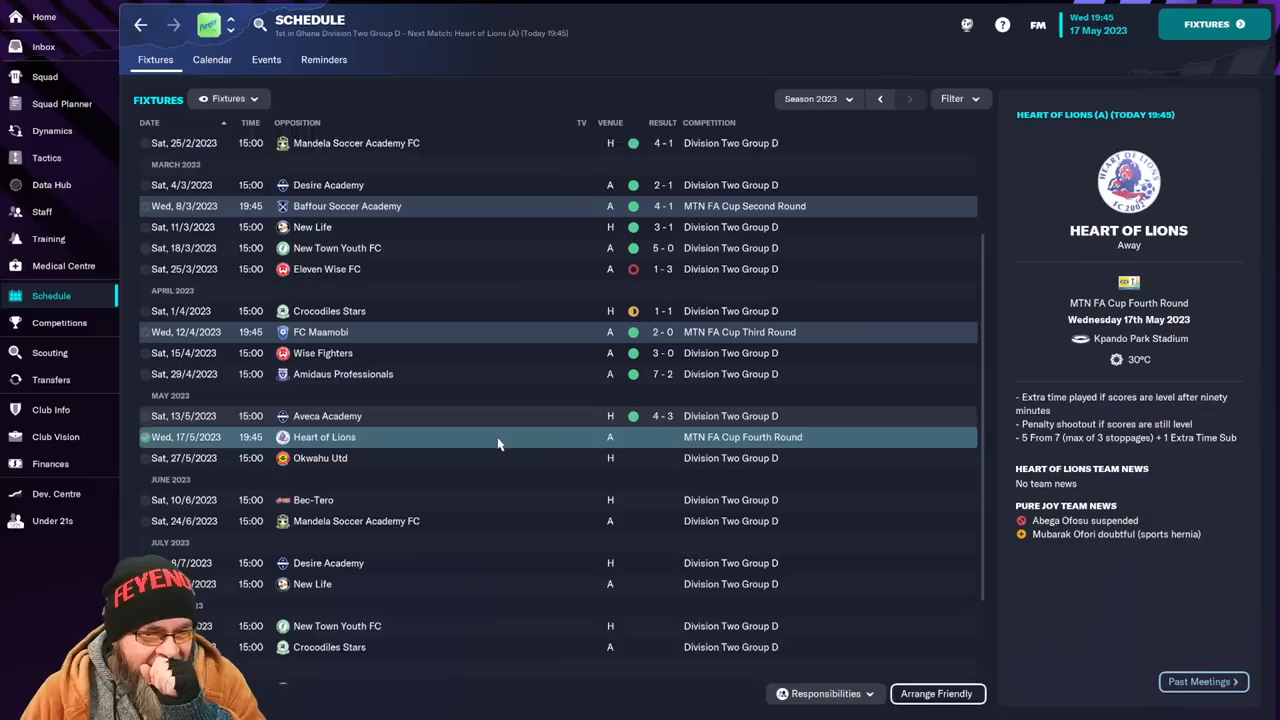 Home
Inbox
Squad
Squad Planner
Dynamics
Tactics
Data Hub
Staff
Training
Medical Centre
Schedule
Competitions
Scouting
Transfers
Club Info
Club Vision
Finances
Dev. Centre
Under 21s
SCHEDULE
1st in Ghana Division Two Group D - Next Match: Heart of Lions (A) (Today 19:45)
FM
Wed 19:45
17 May 2023
FIXTURES
Fixtures Calendar Events Reminders
FIXTURES Fixtures Season 2023 Filter
DATE TIME OPPOSITION TV VENUE RESULT COMPETITION
Sat, 25/2/2023 15:00 Mandela Soccer Academy FC H 4 - 1 Division Two Group D
MARCH 2023
Sat, 4/3/2023 15:00 Desire Academy A 2 - 1 Division Two Group D
Wed, 8/3/2023 19:45 Baffour Soccer Academy A 4 - 1 MTN FA Cup Second Round
Sat, 11/3/2023 15:00 New Life H 3 - 1 Division Two Group D
Sat, 18/3/2023 15:00 New Town Youth FC A 5 - 0 Division Two Group D
Sat, 25/3/2023 15:00 Eleven Wise FC A 1 - 3 Division Two Group D
APRIL 2023
Sat, 1/4/2023 15:00 Crocodiles Stars H 1 - 1 Division Two Group D
Wed, 12/4/2023 19:45 FC Maamobi A 2 - 0 MTN FA Cup Third Round
Sat, 15/4/2023 15:00 Wise Fighters A 3 - 0 Division Two Group D
Sat, 29/4/2023 15:00 Amidaus Professionals A 7 - 2 Division Two Group D
MAY 2023
Sat, 13/5/2023 15:00 Aveca Academy H 4 - 3 Division Two Group D
Wed, 17/5/2023 19:45 Heart of Lions A MTN FA Cup Fourth Round
Sat, 27/5/2023 15:00 Okwahu Utd H Division Two Group D
JUNE 2023
Sat, 10/6/2023 15:00 Bec-Tero H Division Two Group D
Sat, 24/6/2023 15:00 Mandela Soccer Academy FC A Division Two Group D
JULY 2023
8/7/2023 15:00 Desire Academy H Division Two Group D
/2023 15:00 New Life A Division Two Group D
15:00 New Town Youth FC H Division Two Group D
15:00 Crocodiles Stars A Division Two Group D
Responsibilities Arrange Friendly
HEART OF LIONS (A) (TODAY 19:45)
HEART OF LIONS
FC 2002
HEART OF LIONS
Away
MTN FA Cup Fourth Round
Wednesday 17th May 2023
Kpando Park Stadium
30ºC
- Extra time played if scores are level after ninety
minutes
- Penalty shootout if scores are still level
- 5 From 7 (max of 3 stoppages) + 1 Extra Time Sub
HEART OF LIONS TEAM NEWS
No team news
PURE JOY TEAM NEWS
Abega Ofosu suspended
Mubarak Ofori doubtful (sports hernia)
Past Meetings
FEYENO